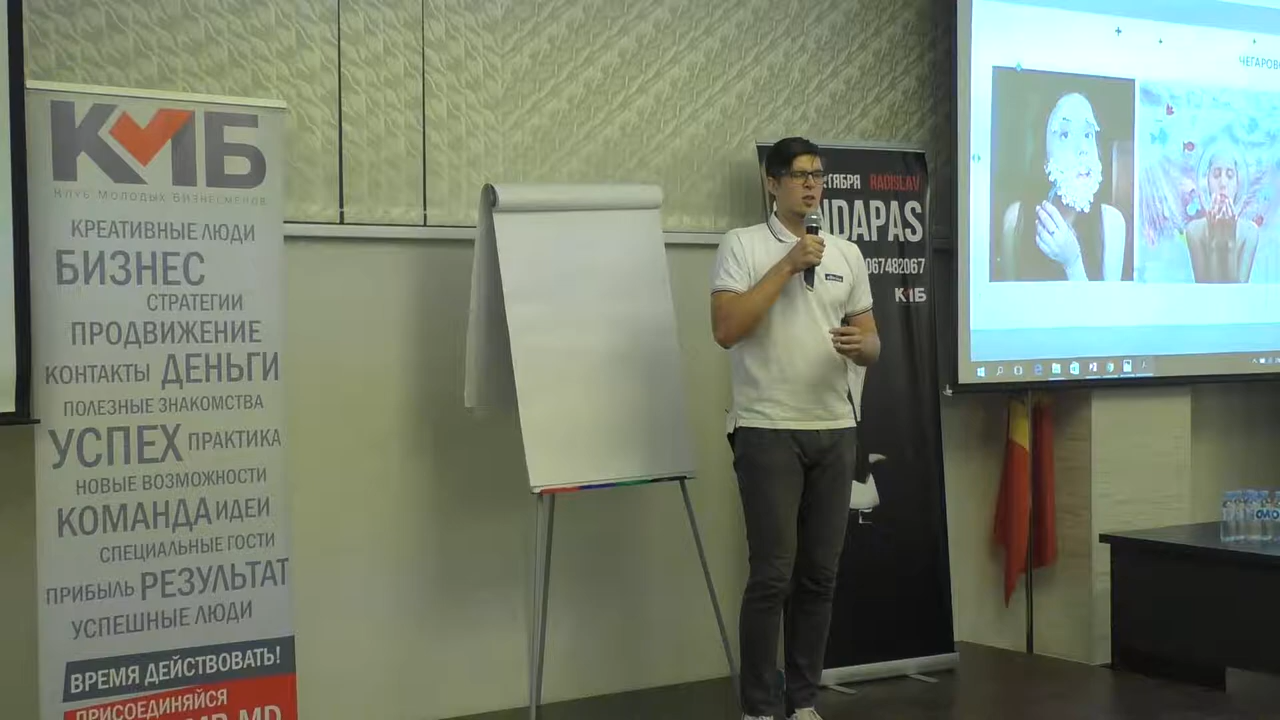 КМБ
Клуб Молодых Бизнесменов
КРЕАТИВНЫЕ ЛЮДИ
БИЗНЕС
СТРАТЕГИИ
ПРОДВИЖЕНИЕ
КОНТАКТЫ ДЕНЬГИ
ПОЛЕЗНЫЕ ЗНАКОМСТВА
УСПЕХ ПРАКТИКА
НОВЫЕ ВОЗМОЖНОСТИ
КОМАНДА ИДЕИ
СПЕЦИАЛЬНЫЕ ГОСТИ
ПРИБЫЛЬ РЕЗУЛЬТАТ
УСПЕШНЫЕ ЛЮДИ
ВРЕМЯ ДЕЙСТВОВАТЬ!
ПРИСОЕДИНЯЙСЯ
RADISLAV
NDAPAS
067482067
КМБ